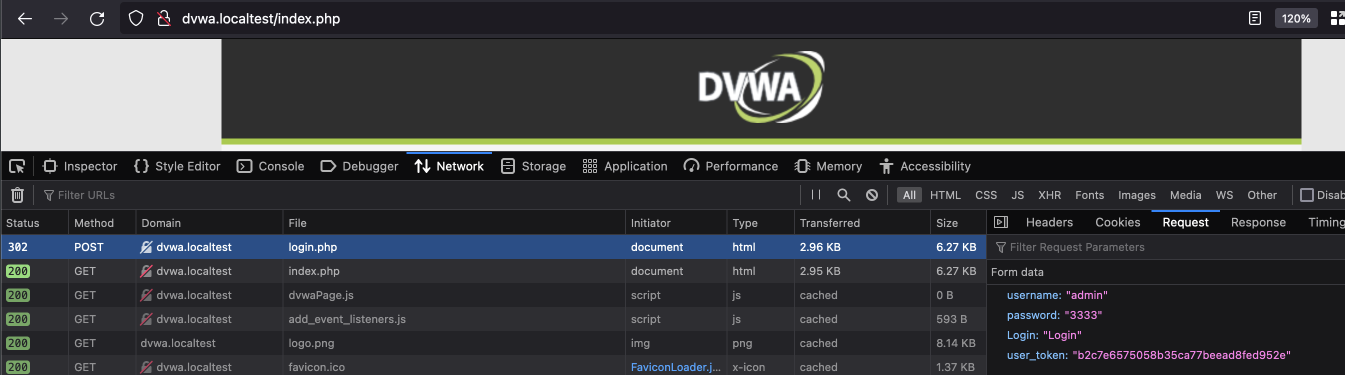 dvwa.localtest/index.php 120%
DVWA
Inspector Style Editor Console Debugger Network Storage Application Performance Memory Accessibility
Filter URLs All HTML CSS JS XHR Fonts Images Media WS Other Disab
Status Method Domain File Initiator Type Transferred Size Headers Cookies Request Response Timing
302 POST dvwa.localtest login.php document html 2.96 KB 6.27 KB Filter Request Parameters
200 GET dvwa.localtest index.php document html 2.95 KB 6.27 KB Form data
200 GET dvwa.localtest dvwaPage.js script js cached 0 B username: "admin"
200 GET dvwa.localtest add_event_listeners.js script js cached 593 B password: "3333"
200 GET dvwa.localtest logo.png img png cached 8.14 KB Login: "Login"
200 GET dvwa.localtest favicon.ico FaviconLoader.j... x-icon cached 1.37 KB user_token: "b2c7e6575058b35ca77beead8fed952e"